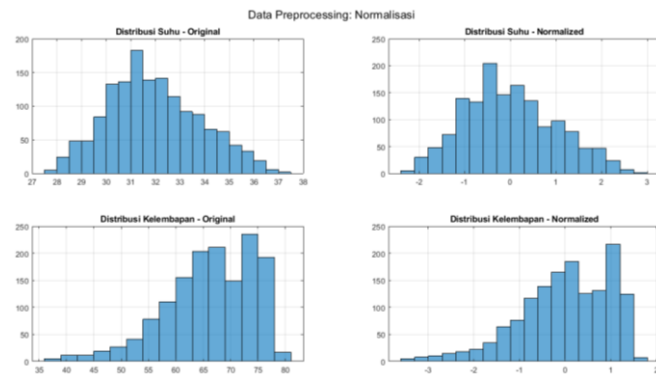 Data Preprocessing: Normalisasi
Distribusi Suhu - Original
200
150
100
50
0
27 28 29 30 31 32 33 34 35 36 37 38
Distribusi Suhu - Normalized
250
200
150
100
50
0
-2 -1 0 1 2 3
Distribusi Kelembapan - Original
250
200
150
100
50
0
35 40 45 50 55 60 65 70 75 80
Distribusi Kelembapan - Normalized
250
200
150
100
50
0
-3 -2 -1 0 1 2